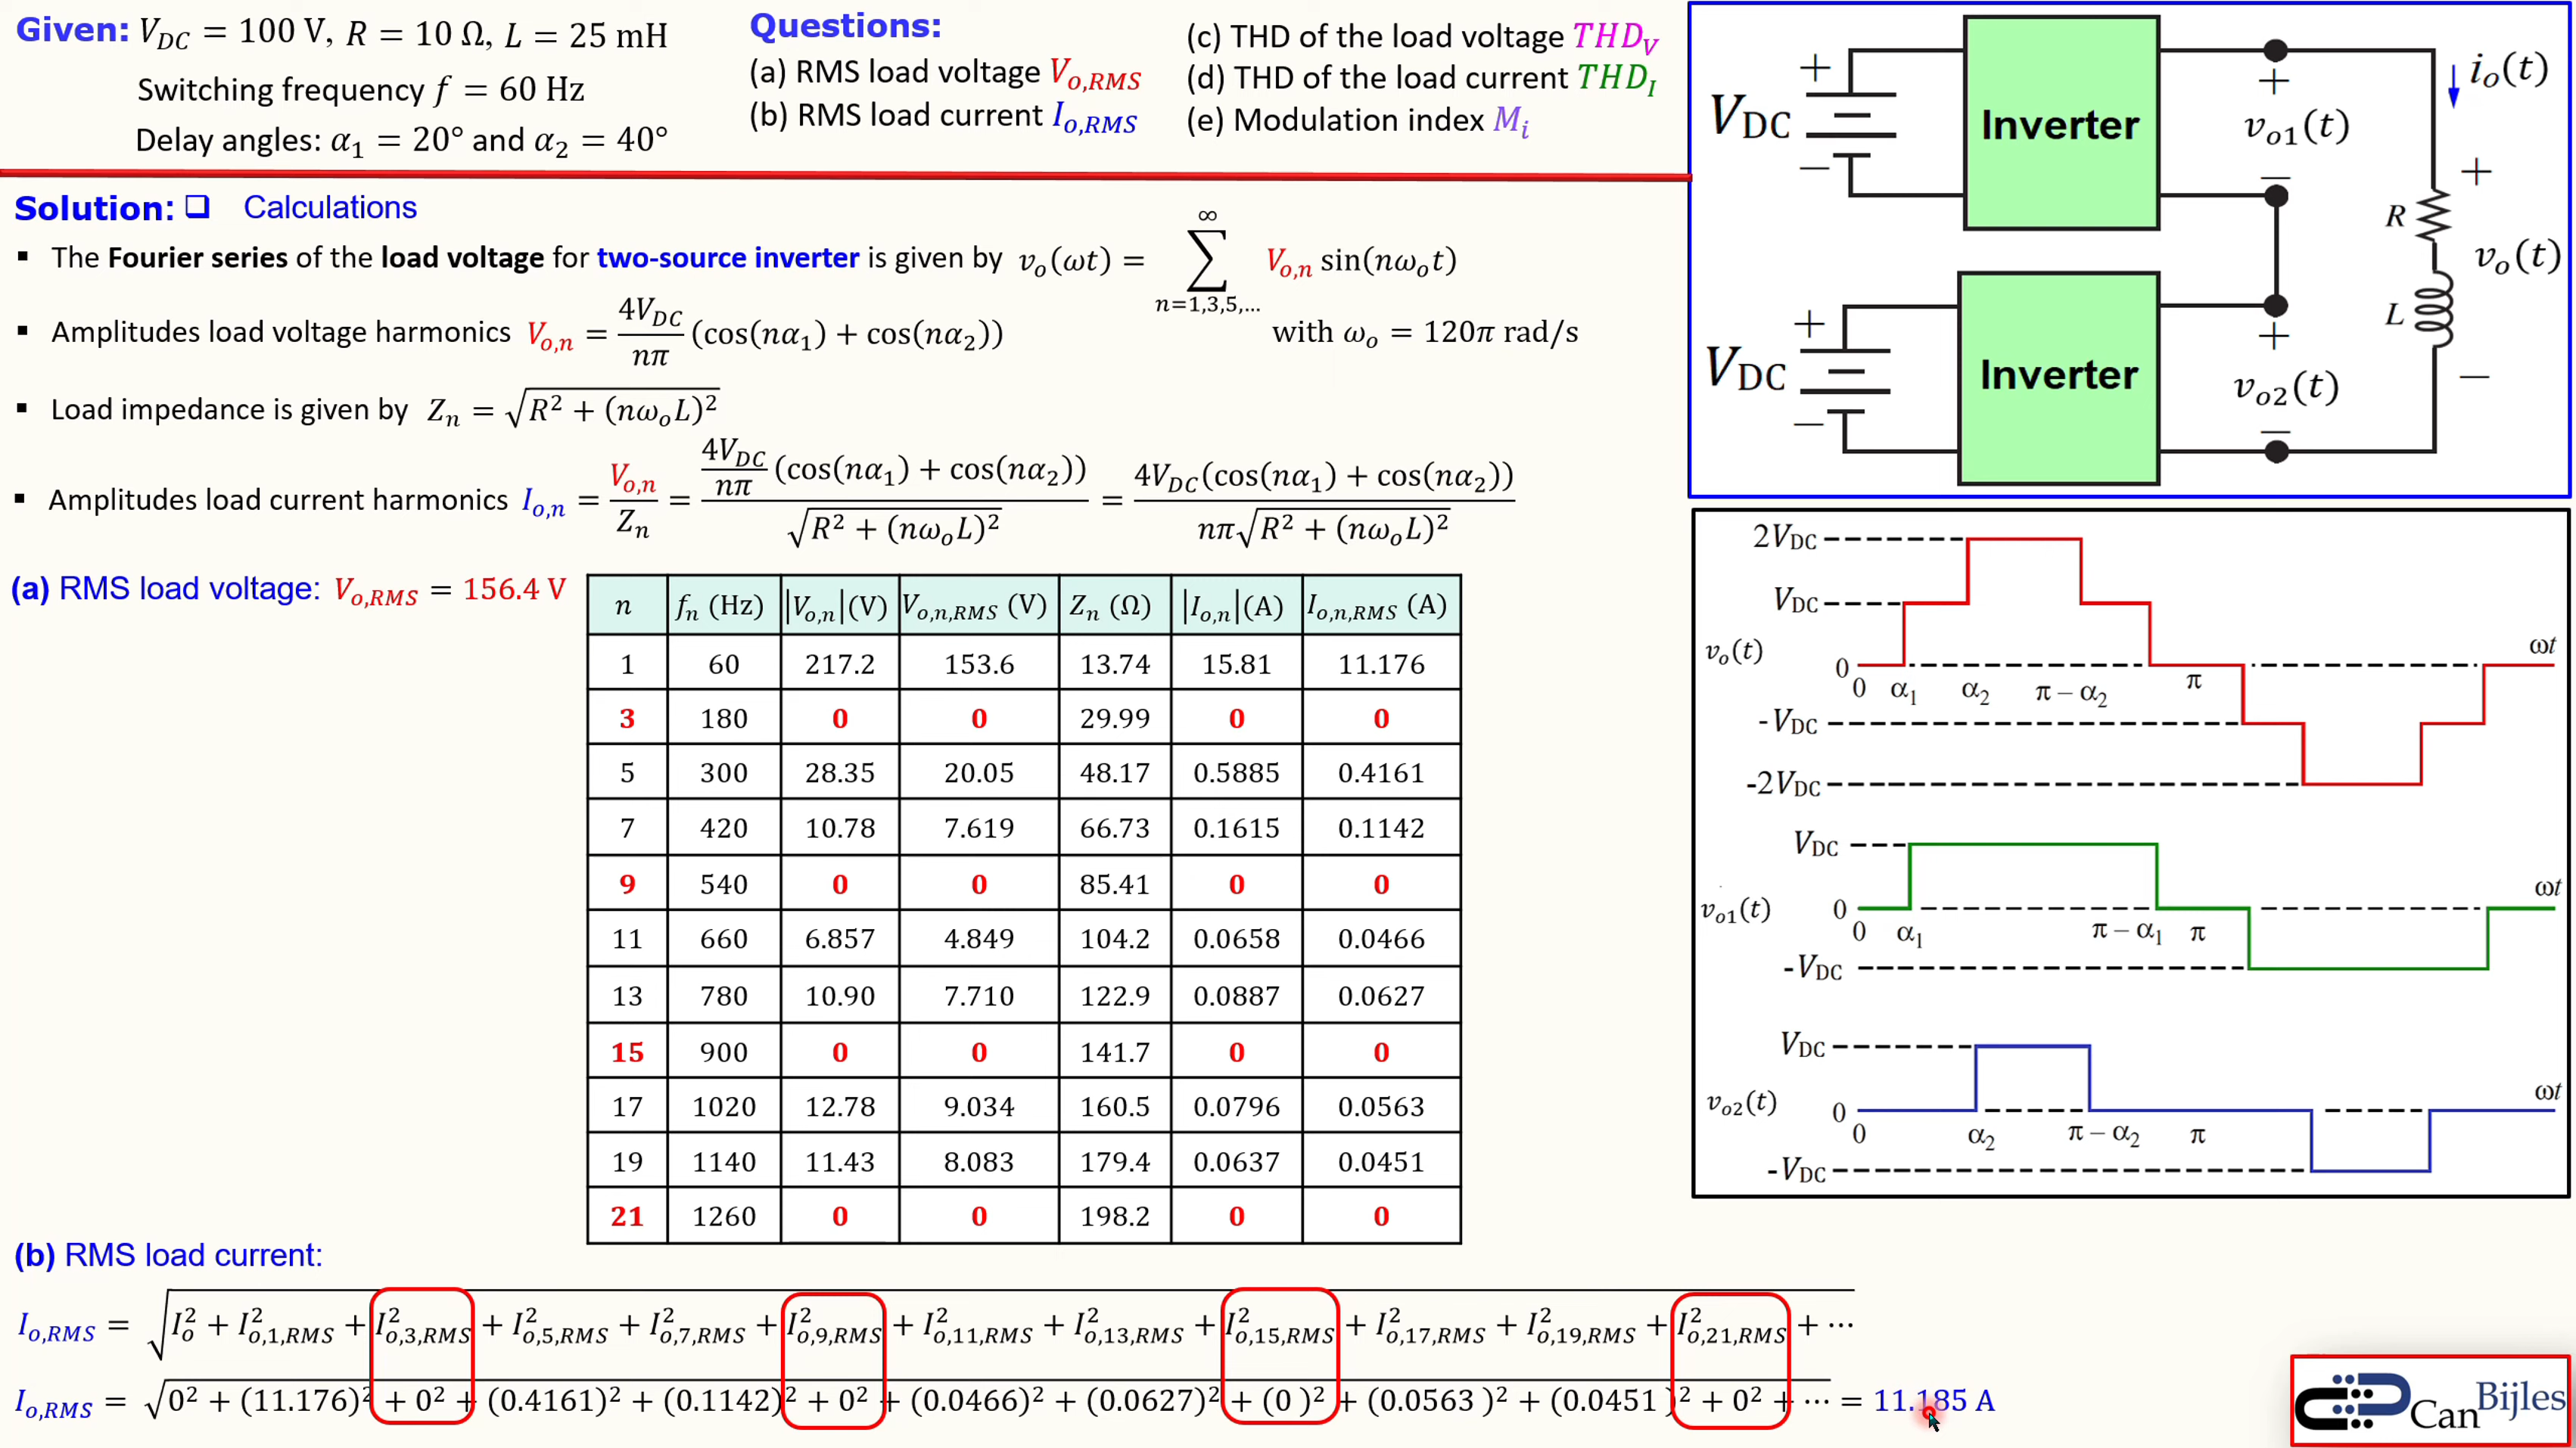 Given: V_DC = 100 V, R = 10 Ω, L = 25 mH
Switching frequency f = 60 Hz
Delay angles: α₁ = 20° and α₂ = 40°
Questions:
(a) RMS load voltage V_o,RMS
(b) RMS load current I_o,RMS
(c) THD of the load voltage THD_V
(d) THD of the load current THD_I
(e) Modulation index M_i
Solution: ❑ Calculations
▪ The Fourier series of the load voltage for two-source inverter is given by v_o(ωt) = ∑_{n=1,3,5,…}^{∞} V_o,n sin(nω_o t)
▪ Amplitudes load voltage harmonics V_o,n = 4V_DC/nπ (cos(nα₁) + cos(nα₂)) with ω_o = 120π rad/s
▪ Load impedance is given by Z_n = √(R² + (nω_o L)²)
▪ Amplitudes load current harmonics I_o,n = V_o,n/Z_n = (4V_DC/nπ (cos(nα₁) + cos(nα₂)))/√(R² + (nω_o L)²) = 4V_DC(cos(nα₁) + cos(nα₂))/(nπ√(R² + (nω_o L)²))
(a) RMS load voltage: V_o,RMS = 156.4 V
n f_n (Hz) |V_o,n|(V) V_o,n,RMS (V) Z_n (Ω) |I_o,n|(A) I_o,n,RMS (A)
1 60 217.2 153.6 13.74 15.81 11.176
3 180 0 0 29.99 0 0
5 300 28.35 20.05 48.17 0.5885 0.4161
7 420 10.78 7.619 66.73 0.1615 0.1142
9 540 0 0 85.41 0 0
11 660 6.857 4.849 104.2 0.0658 0.0466
13 780 10.90 7.710 122.9 0.0887 0.0627
15 900 0 0 141.7 0 0
17 1020 12.78 9.034 160.5 0.0796 0.0563
19 1140 11.43 8.083 179.4 0.0637 0.0451
21 1260 0 0 198.2 0 0
(b) RMS load current:
I_o,RMS = √(I_o² + I²_o,1,RMS + I²_o,3,RMS + I²_o,5,RMS + I²_o,7,RMS + I²_o,9,RMS + I²_o,11,RMS + I²_o,13,RMS + I²_o,15,RMS + I²_o,17,RMS + I²_o,19,RMS + I²_o,21,RMS + ⋯
I_o,RMS = √(0² + (11.176)² + 0² + (0.4161)² + (0.1142)² + 0² + (0.0466)² + (0.0627)² + (0 )² + (0.0563 )² + (0.0451 )² + 0² + ⋯ = 11.185 A
V_DC + −
Inverter
+ v_o1(t) −
i_o(t)
R
+ v_o(t) −
L
V_DC + −
Inverter
+ v_o2(t) −
2V_DC
V_DC
v_o(t) 0 ωt
0 α₁ α₂ π – α₂ π
-V_DC
-2V_DC
V_DC
v_o1(t) 0 ωt
0 α₁ π – α₁ π
-V_DC
V_DC
v_o2(t) 0 ωt
0 α₂ π – α₂ π
-V_DC
CanBijles